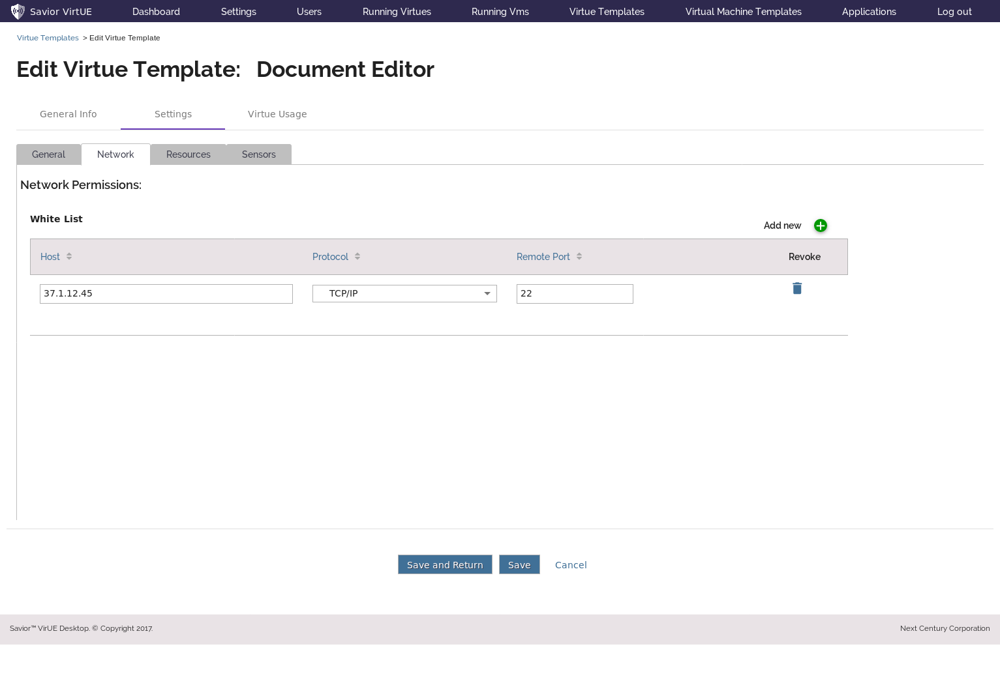 Savior VirtUE Dashboard Settings Users Running Virtues Running Vms Virtue Templates Virtual Machine Templates Applications Log out
Virtue Templates > Edit Virtue Template
Edit Virtue Template: Document Editor
General Info Settings Virtue Usage
General Network Resources Sensors
Network Permissions:
White List
Add new
Host Protocol Remote Port Revoke
37.1.12.45 TCP/IP 22
Save and Return Save Cancel
Savior™ VirUE Desktop. © Copyright 2017. Next Century Corporation